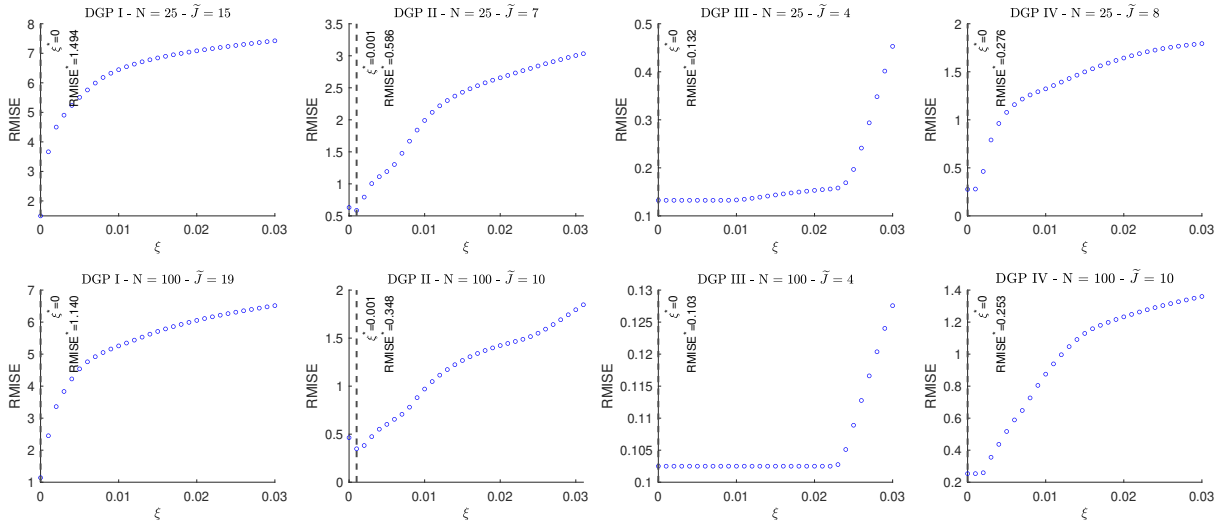 DGP I - N = 25 - J̃ = 15
RMISE
8
7
6
5
4
3
2
0
0.01
0.02
0.03
ξ
ξ*=0
RMISE*=1.494
DGP II - N = 25 - J̃ = 7
RMISE
3.5
3
2.5
2
1.5
1
0.5
0
0.01
0.02
0.03
ξ
ξ*=0.001
RMISE*=0.586
DGP III - N = 25 - J̃ = 4
RMISE
0.5
0.4
0.3
0.2
0.1
0
0.01
0.02
0.03
ξ
ξ*=0
RMISE*=0.132
DGP IV - N = 25 - J̃ = 8
RMISE
2
1.5
1
0.5
0
0
0.01
0.02
0.03
ξ
ξ*=0
RMISE*=0.276
DGP I - N = 100 - J̃ = 19
RMISE
7
6
5
4
3
2
1
0
0.01
0.02
0.03
ξ
ξ*=0
RMISE*=1.140
DGP II - N = 100 - J̃ = 10
RMISE
2
1.5
1
0.5
0
0
0.01
0.02
0.03
ξ
ξ*=0.001
RMISE*=0.348
DGP III - N = 100 - J̃ = 4
RMISE
0.13
0.125
0.12
0.115
0.11
0.105
0.1
0
0.01
0.02
0.03
ξ
ξ*=0
RMISE*=0.103
DGP IV - N = 100 - J̃ = 10
RMISE
1.4
1.2
1
0.8
0.6
0.4
0.2
0
0.01
0.02
0.03
ξ
ξ*=0
RMISE*=0.253